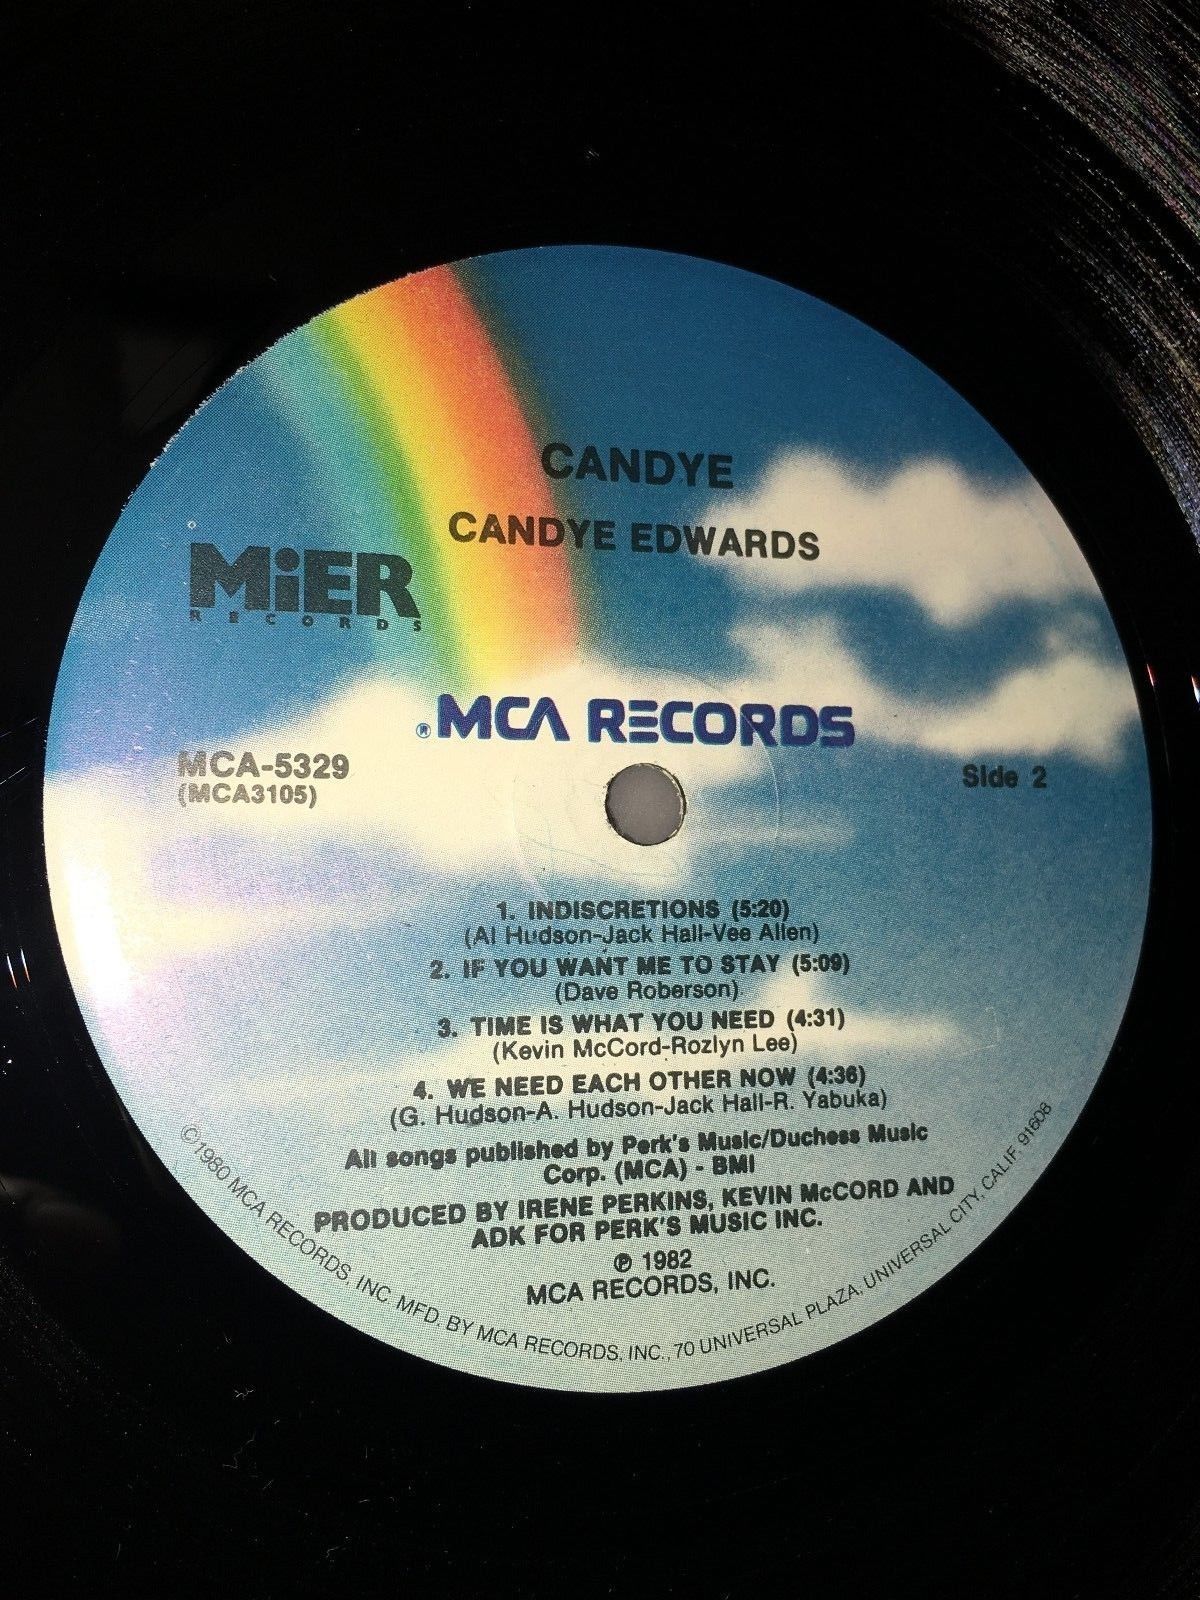 CANDYE
CANDYE EDWARDS
MiER
RECORDS
® MCA RECORDS
MCA-5329
(MCA3105)
Side 2
1. INDISCRETIONS (5:20)
(Al Hudson-Jack Hall-Vee Allen)
2. IF YOU WANT ME TO STAY (5:09)
(Dave Roberson)
3. TIME IS WHAT YOU NEED (4:31)
(Kevin McCord-Rozlyn Lee)
4. WE NEED EACH OTHER NOW (4:36)
(G. Hudson-A. Hudson-Jack Hall-R. Yabuka)
All songs published by Perk's Music/Duchess Music
Corp. (MCA) - BMI
PRODUCED BY IRENE PERKINS, KEVIN McCORD AND
ADK FOR PERK'S MUSIC INC.
℗ 1982
MCA RECORDS, INC.
©1980 MCA RECORDS, INC. MFD. BY MCA RECORDS, INC., 70 UNIVERSAL PLAZA, UNIVERSAL CITY, CALIF. 91608